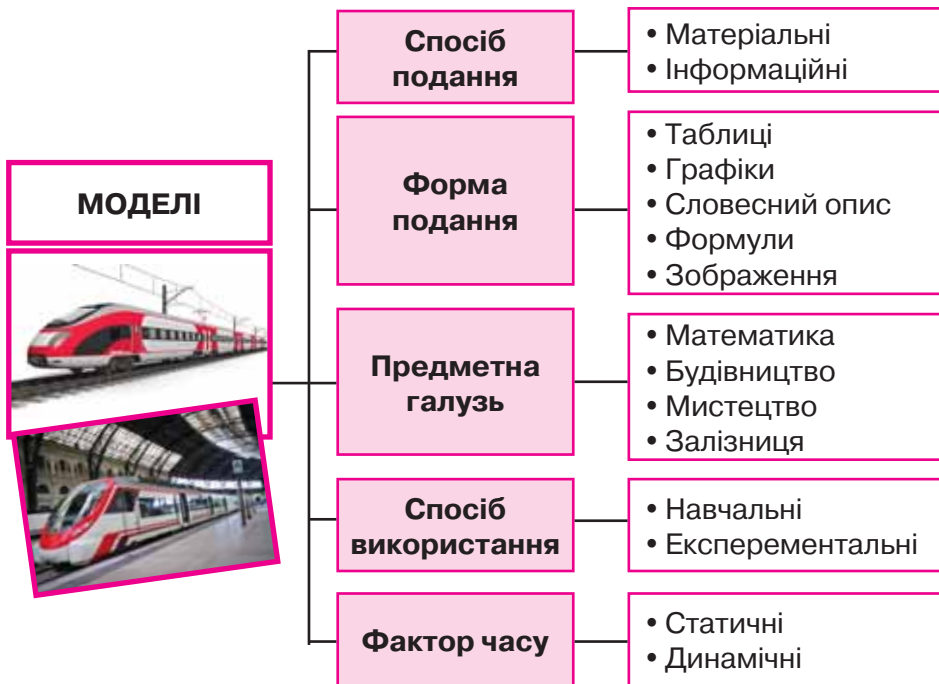 МОДЕЛІ
Спосіб
подання
• Матеріальні
• Інформаційні
Форма
подання
• Таблиці
• Графіки
• Словесний опис
• Формули
• Зображення
Предметна
галузь
• Математика
• Будівництво
• Мистецтво
• Залізниця
Спосіб
використання
• Навчальні
• Експерементальні
Фактор часу
• Статичні
• Динамічні